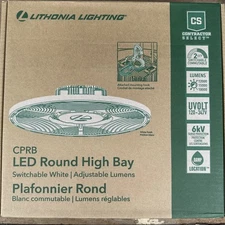 LITHONIA LIGHTING
CS
CONTRACTOR
SELECT
LUMENS
UVOLT
120 - 347V
6kV
LOCATION
CPRB
LED Round High Bay
Switchable White | Adjustable Lumens
Plafonnier Rond
Blanc commutable | Lumens réglables